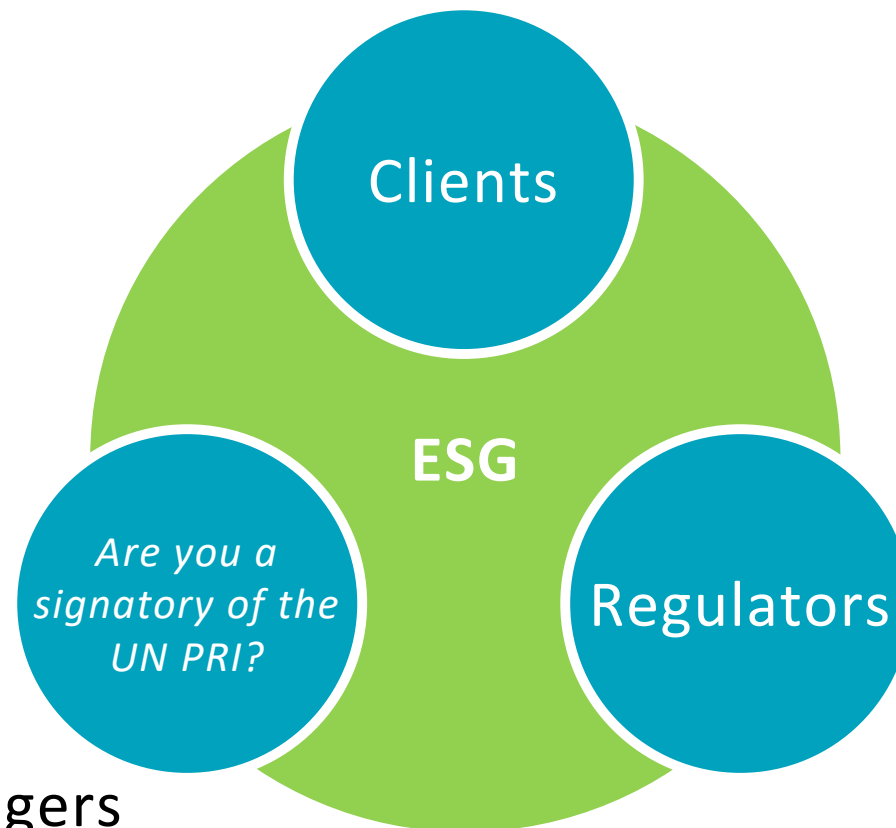 Clients
ESG
Are you a
signatory of the
UN PRI?
Regulators
gers